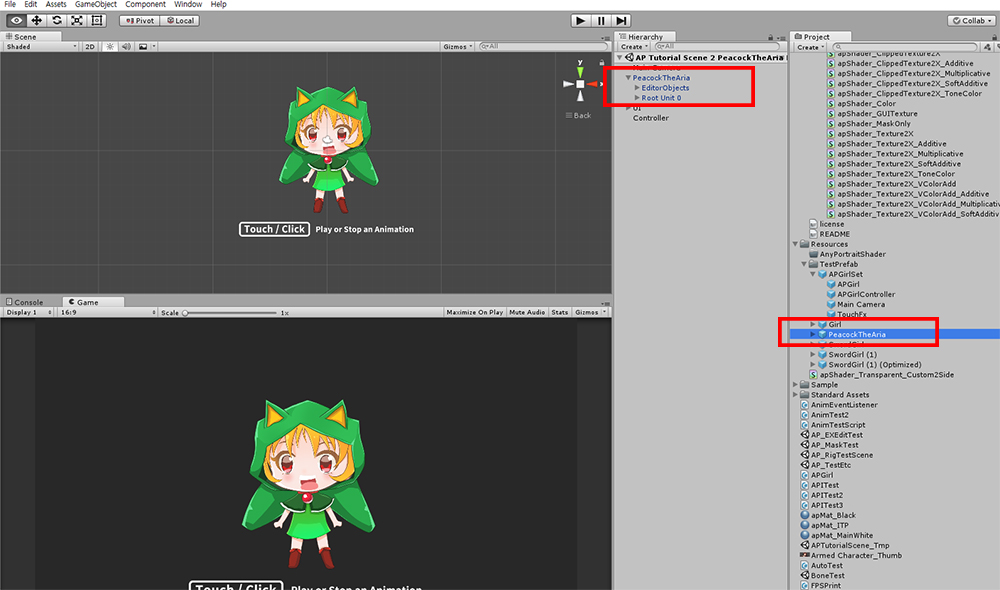 File Edit Assets GameObject Component Window Help
Pivot Local
Collab
Scene
Shaded 2D Gizmos All
y
Back
Touch / Click Play or Stop an Animation
Console Game
Display 1 16:9 Scale 1x Maximize On Play Mute Audio Stats Gizmos
Touch / Click Play or Stop an Animation
Hierarchy
Create All
AP Tutorial Scene 2 PeacockTheAria
Main Camera
PeacockTheAria
EditorObjects
Root Unit 0
UI
Controller
Project
Create
apShader_ClippedTexture2X
apShader_ClippedTexture2X_Additive
apShader_ClippedTexture2X_Multiplicative
apShader_ClippedTexture2X_SoftAdditive
apShader_ClippedTexture2X_ToneColor
apShader_Color
apShader_GUITexture
apShader_MaskOnly
apShader_Texture2X
apShader_Texture2X_Additive
apShader_Texture2X_Multiplicative
apShader_Texture2X_SoftAdditive
apShader_Texture2X_ToneColor
apShader_Texture2X_VColorAdd
apShader_Texture2X_VColorAdd_Additive
apShader_Texture2X_VColorAdd_Multiplicativ
apShader_Texture2X_VColorAdd_SoftAdditiv
license
README
Resources
AnyPortraitShader
TestPrefab
APGirlSet
APGirl
APGirlController
Main Camera
TouchFx
Girl
PeacockTheAria
SwordGirl (1)
SwordGirl (1) (Optimized)
apShader_Transparent_Custom2Side
Sample
Standard Assets
AnimEventListener
AnimTest2
AnimTestScript
AP_EXEditTest
AP_MaskTest
AP_RigTestScene
AP_TestEtc
APGirl
APITest
APITest2
APITest3
apMat_Black
apMat_ITP
apMat_MainWhite
APTutorialScene_Tmp
Armed Character_Thumb
AutoTest
BoneTest
FPSPrint